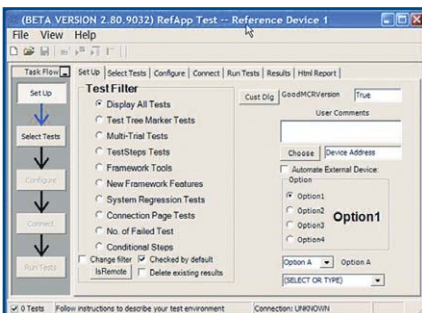 (BETA VERSION 2.80.9032) RefApp Test -- Reference Device 1
File View Help
Task Flow
Set Up
Select Tests
Configure
Connect
Run Tests
Set Up Select Tests Configure Connect Run Tests Results Html Report
Test Filter
Display All Tests
Test Tree Marker Tests
Multi-Trial Tests
TestSteps Tests
Framework Tools
New Framework Features
System Regression Tests
Connection Page Tests
No. of Failed Test
Conditional Steps
Change filter Checked by default
IsRemote Delete existing results
Cust Dlg GoodMCRVersion True
User Comments
Choose Device Address
Automate External Device:
Option
Option1
Option2
Option3
Option4
Option1
Option A Option A
(SELECT OR TYPE)
0 Tests Follow instructions to describe your test environment Connection: UNKNOWN